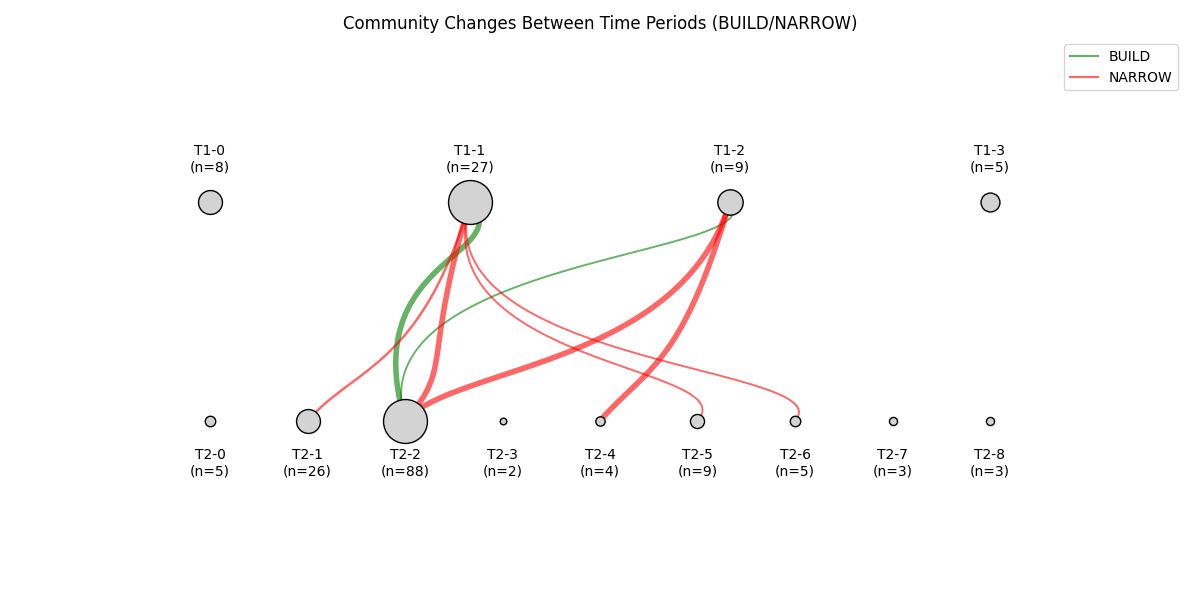 Community Changes Between Time Periods (BUILD/NARROW)
BUILD
NARROW
T1-0
(n=8)
T1-1
(n=27)
T1-2
(n=9)
T1-3
(n=5)
T2-0
(n=5)
T2-1
(n=26)
T2-2
(n=88)
T2-3
(n=2)
T2-4
(n=4)
T2-5
(n=9)
T2-6
(n=5)
T2-7
(n=3)
T2-8
(n=3)